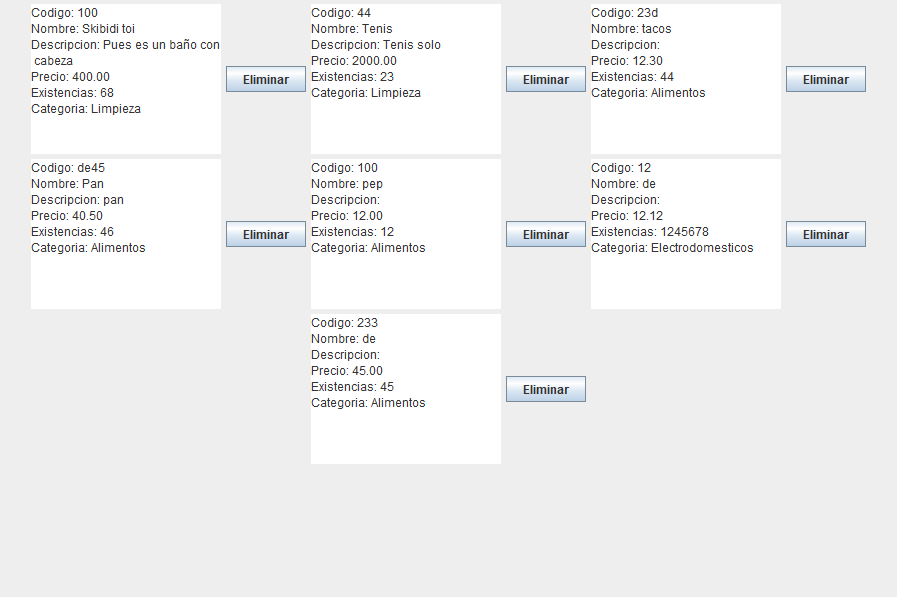 Codigo: 100
Nombre: Skibidi toi
Descripcion: Pues es un baño con
cabeza
Precio: 400.00
Existencias: 68
Categoria: Limpieza
Eliminar
Codigo: 44
Nombre: Tenis
Descripcion: Tenis solo
Precio: 2000.00
Existencias: 23
Categoria: Limpieza
Eliminar
Codigo: 23d
Nombre: tacos
Descripcion:
Precio: 12.30
Existencias: 44
Categoria: Alimentos
Eliminar
Codigo: de45
Nombre: Pan
Descripcion: pan
Precio: 40.50
Existencias: 46
Categoria: Alimentos
Eliminar
Codigo: 100
Nombre: pep
Descripcion:
Precio: 12.00
Existencias: 12
Categoria: Alimentos
Eliminar
Codigo: 12
Nombre: de
Descripcion:
Precio: 12.12
Existencias: 1245678
Categoria: Electrodomesticos
Eliminar
Codigo: 233
Nombre: de
Descripcion:
Precio: 45.00
Existencias: 45
Categoria: Alimentos
Eliminar